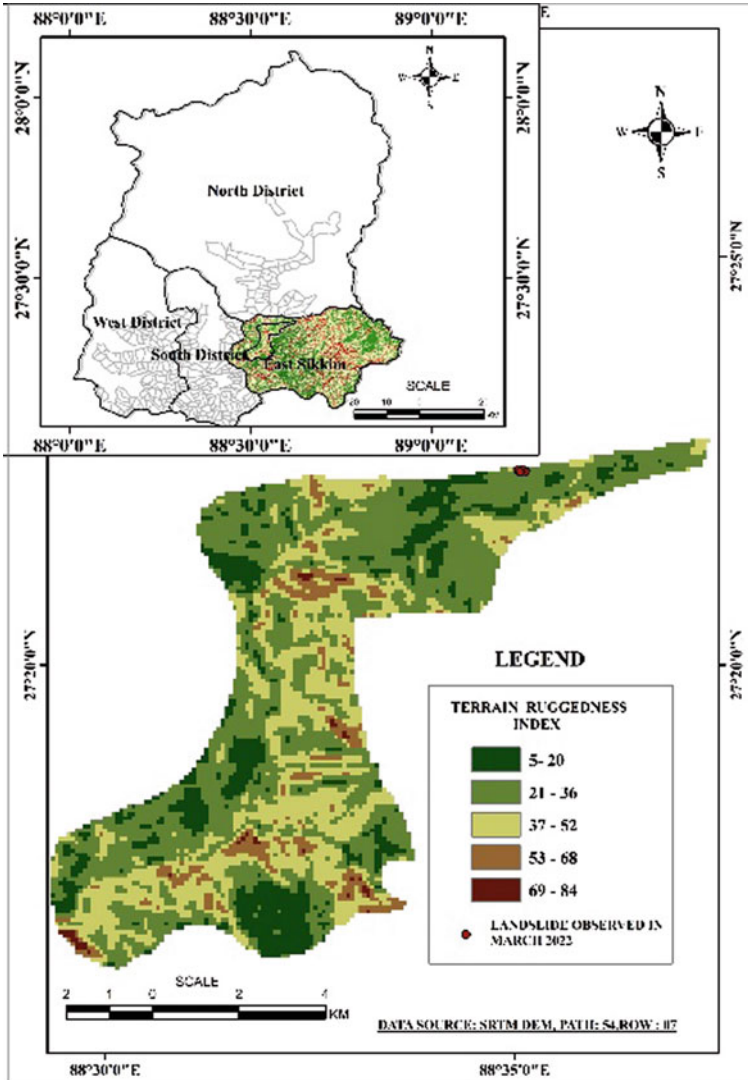 88°0'0"E
88°30'0"E
89°0'0"E
E
N
W
E
S
28°0'0"N
28°0'0"N
North District
27°30'0"N
27°30'0"N
West District
South District
East Sikkim
SCALE
20
10
2
88°0'0"E
88°30'0"E
89°0'0"E
N
W
E
S
27°25'0"N
27°20'0"N
27°20'0"N
LEGEND
TERRAIN RUGGEDNESS
INDEX
5- 20
21 - 36
37 - 52
53 - 68
69 - 84
LANDSLIDE OBSERVED IN
MARCH 2022
SCALE
2 1 0 2 4
KM
DATA SOURCE: SRTM DEM, PATH: 54,ROW : 07
88°30'0"E
88°35'0"E